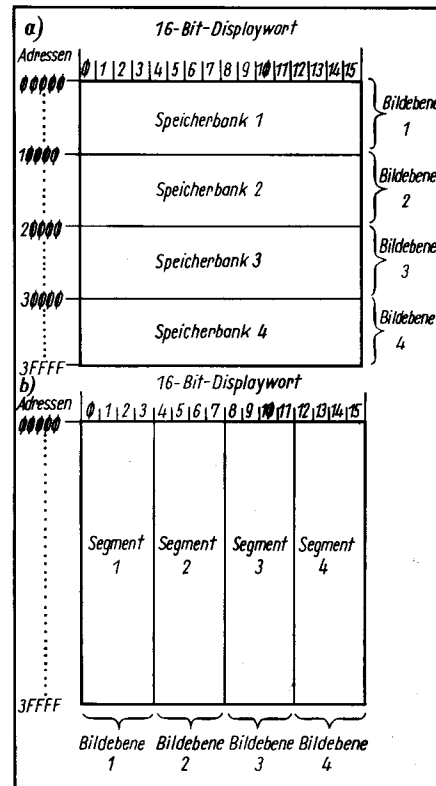 a) 16-Bit-Displaywort
Adressen
0 1 2 3 4 5 6 7 8 9 10 11 12 13 14 15
00000
Speicherbank 1
Bildebene
1
10000
Speicherbank 2
Bildebene
2
20000
Speicherbank 3
Bildebene
3
30000
Speicherbank 4
Bildebene
4
3FFFF
b) 16-Bit-Displaywort
Adressen
0 1 2 3 4 5 6 7 8 9 10 11 12 13 14 15
00000
Segment Segment Segment Segment
1 2 3 4
3FFFF
Bildebene Bildebene Bildebene Bildebene
1 2 3 4